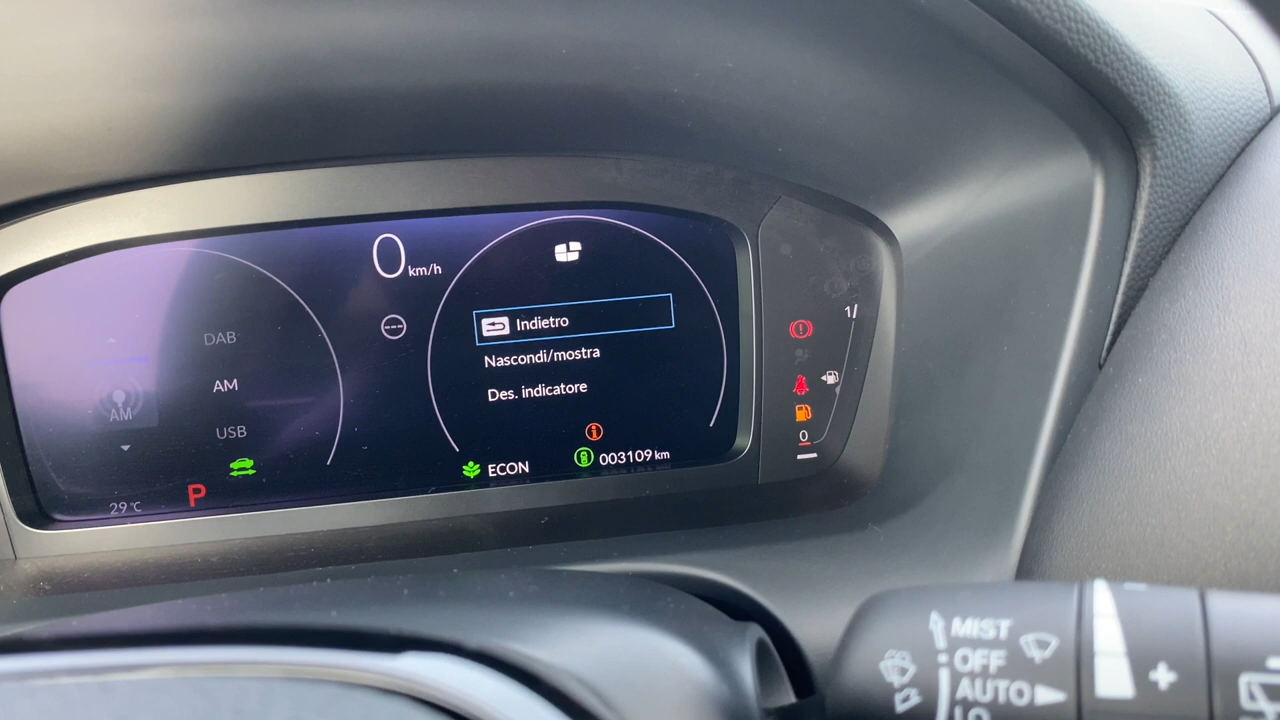 0 km/h
DAB
AM
AM
USB
P
29°C
Indietro
Nascondi/mostra
Des. indicatore
ECON
003109 km
1/
0
MIST
OFF
AUTO
LO
+